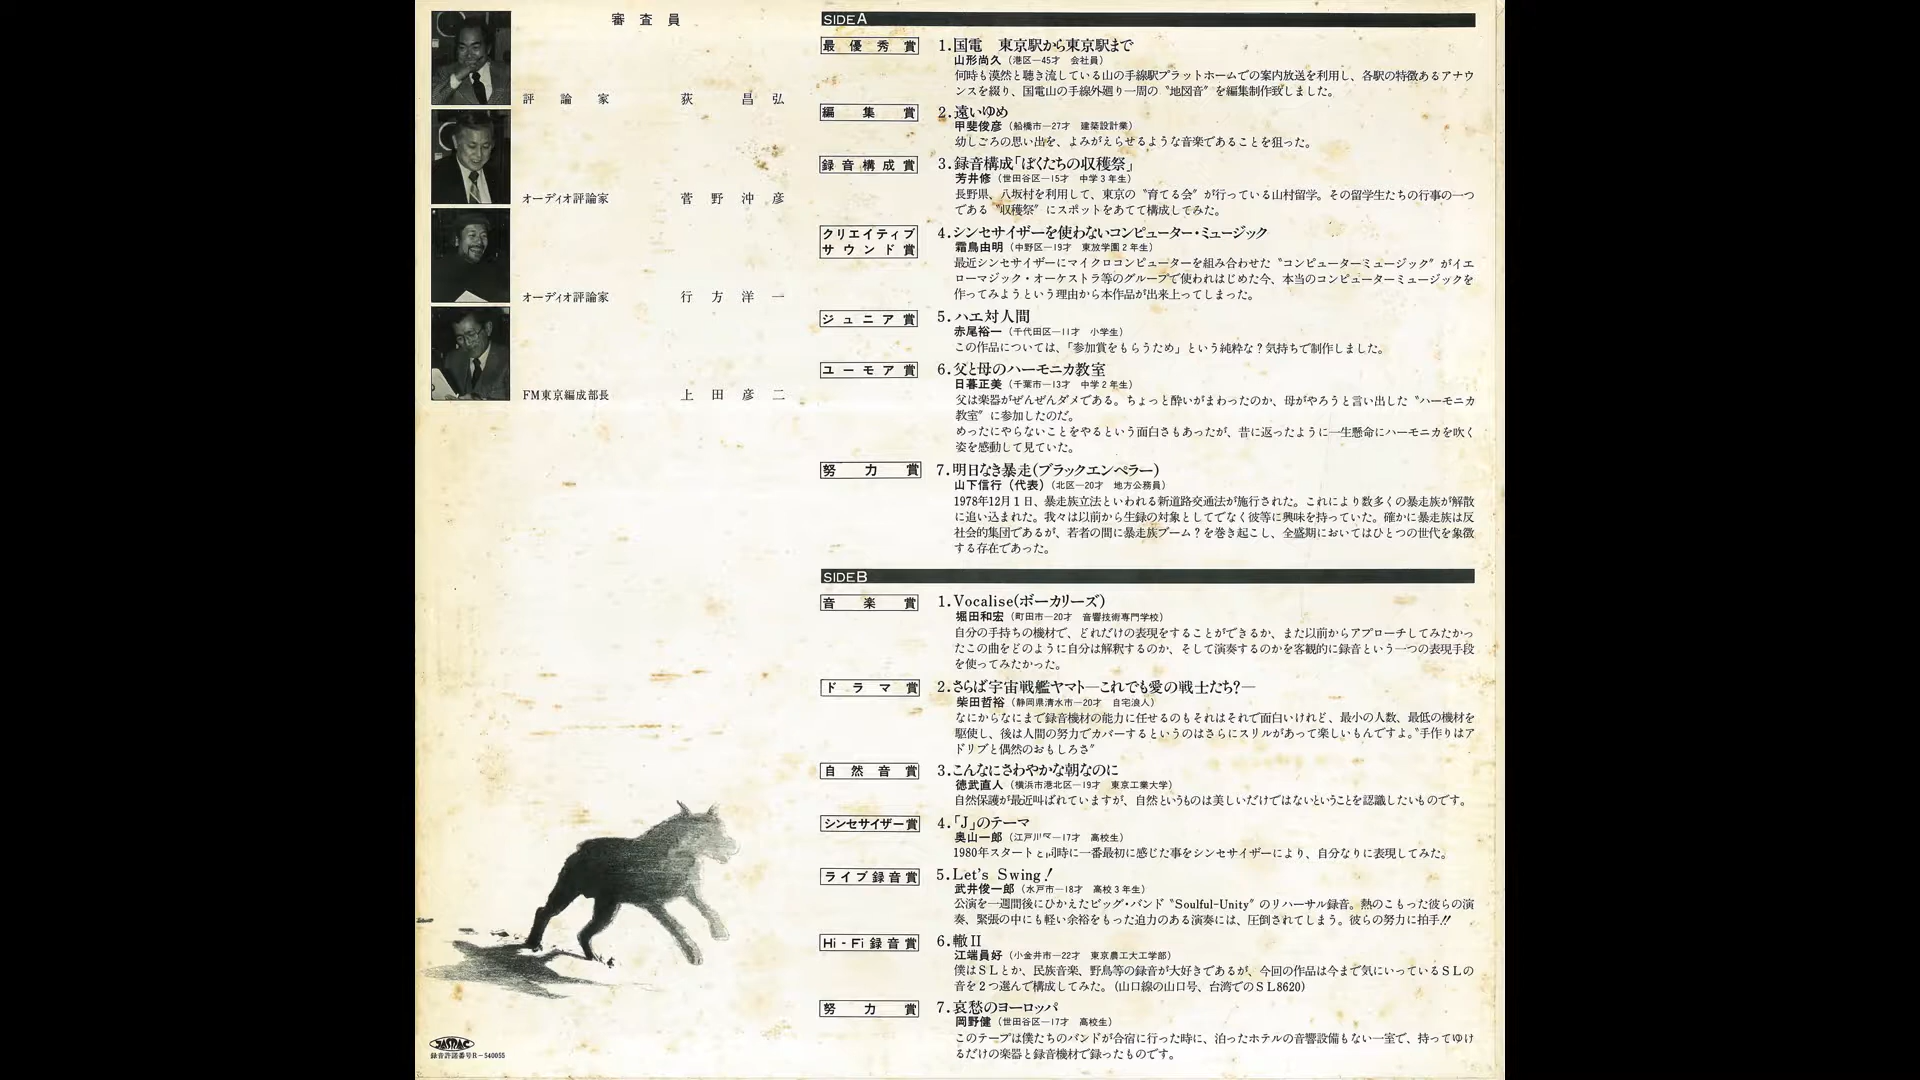 審査員
評論家 荻昌弘
オーディオ評論家 菅野沖彦
オーディオ評論家 行方洋一
FM東京編成部長 上田彦二
SIDE A
最優秀賞 1.国電 東京駅から東京駅まで
山形尚久(港区—45才 会社員)
何時も漠然と聴き流している山の手線駅プラットホームでの案内放送を利用し、各駅の特徴あるアナウ
ンスを綴り、国電山の手線外廻り一周の〝地図音〞を編集制作致しました。
編集賞 2.遠いゆめ
甲斐俊彦(船橋市—27才 建築設計業)
幼しごろの思い出を、よみがえらせるような音楽であることを狙った。
録音構成賞 3.録音構成「ぼくたちの収穫祭」
芳井修(世田谷区—15才 中学3年生)
長野県、八坂村を利用して、東京の〝育てる会〞が行っている山村留学。その留学生たちの行事の一つ
である〝収穫祭〞にスポットをあてて構成してみた。
クリエイティブ
サウンド賞
4.シンセサイザーを使わないコンピューター・ミュージック
霜鳥由明(中野区—19才 東放学園2年生)
最近シンセサイザーにマイクロコンピューターを組み合わせた〝コンピューターミュージック〞がイエ
ローマジック・オーケストラ等のグループで使われはじめた今、本当のコンピューターミュージックを
作ってみようという理由から本作品が出来上ってしまった。
ジュニア賞 5.ハエ対人間
赤尾裕一(千代田区—11才 小学生)
この作品については、「参加賞をもらうため」という純粋な?気持ちで制作しました。
ユーモア賞 6.父と母のハーモニカ教室
日暮正美(千葉市—13才 中学2年生)
父は楽器がぜんぜんダメである。ちょっと酔いがまわったのか、母がやろうと言い出した〝ハーモニカ
教室〞に参加したのだ。
めったにやらないことをやるという面白さもあったが、昔に返ったように一生懸命にハーモニカを吹く
姿を感動して見ていた。
努力賞 7.明日なき暴走(ブラックエンペラー)
山下信行(代表)(北区—20才 地方公務員)
1978年12月1日、暴走族立法といわれる新道路交通法が施行された。これにより数多くの暴走族が解散
に追い込まれた。我々は以前から生録の対象としてでなく彼等に興味を持っていた。確かに暴走族は反
社会的集団であるが、若者の間に暴走族ブーム?を巻き起こし、全盛期においてはひとつの世代を象徴
する存在であった。
SIDE B
音楽賞 1.Vocalise(ボーカリーズ)
堀田和宏(町田市—20才 音響技術専門学校)
自分の手持ちの機材で、どれだけの表現をすることができるか、また以前からアプローチしてみたかっ
たこの曲をどのように自分は解釈するのか、そして演奏するのかを客観的に録音という一つの表現手段
を使ってみたかった。
ドラマ賞 2.さらば宇宙戦艦ヤマト—これでも愛の戦士たち?—
柴田哲裕(静岡県清水市—20才 自宅浪人)
なにからなにまで録音機材の能力に任せるのもそれはそれで面白いけれど、最小の人数、最低の機材を
駆使し、後は人間の努力でカバーするというのはさらにスリルがあって楽しいもんですよ。〝手作りはア
ドリブと偶然のおもしろさ〞
自然音賞 3.こんなにさわやかな朝なのに
徳武直人(横浜市港北区—19才 東京工業大学)
自然保護が最近叫ばれていますが、自然というものは美しいだけではないということを認識したいものです。
シンセサイザー賞 4.「J」のテーマ
奥山一郎(江戸川区—17才 高校生)
1980年スタートと同時に一番最初に感じた事をシンセサイザーにより、自分なりに表現してみた。
ライブ録音賞 5.Let's Swing!
武井俊一郎(水戸市—18才 高校3年生)
公演を一週間後にひかえたビッグ・バンド〝Soulful-Unity〞のリハーサル録音。熱のこもった彼らの演
奏、緊張の中にも軽い余裕をもった迫力のある演奏には、圧倒されてしまう。彼らの努力に拍手!!
Hi-Fi録音賞 6.轍II
江端員好(小金井市—22才 東京農工大工学部)
僕はSLとか、民族音楽、野鳥等の録音が大好きであるが、今回の作品は今まで気にいっているSLの
音を2つ選んで構成してみた。(山口線の山口号、台湾でのSL8620)
努力賞 7.哀愁のヨーロッパ
岡野健(世田谷区—17才 高校生)
このテープは僕たちのバンドが合宿に行った時に、泊ったホテルの音響設備もない一室で、持ってゆけ
るだけの楽器と録音機材で録ったものです。
JASRAC
録音許諾番号R-540055